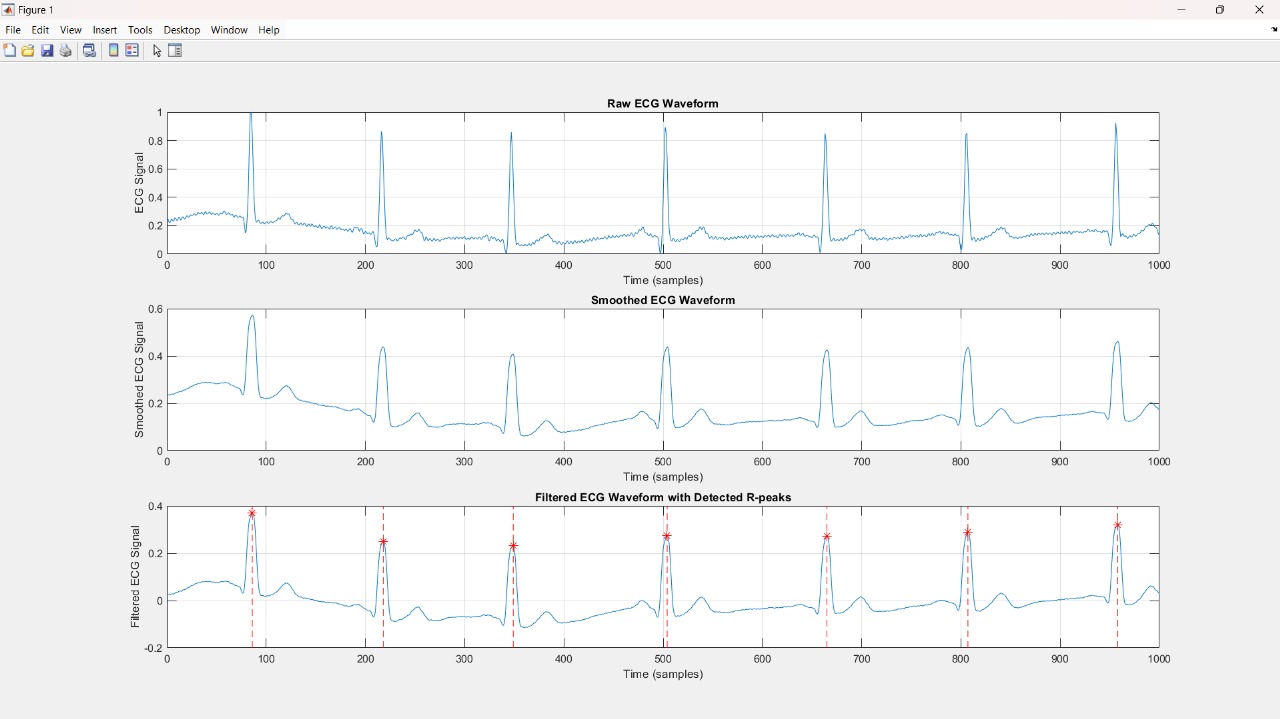 Figure 1
File Edit View Insert Tools Desktop Window Help
Raw ECG Waveform
ECG Signal
1
0.8
0.6
0.4
0.2
0
0 100 200 300 400 500 600 700 800 900 1000
Time (samples)
Smoothed ECG Waveform
Smoothed ECG Signal
0.6
0.4
0.2
0
0 100 200 300 400 500 600 700 800 900 1000
Time (samples)
Filtered ECG Waveform with Detected R-peaks
Filtered ECG Signal
0.4
0.2
0
-0.2
0 100 200 300 400 500 600 700 800 900 1000
Time (samples)